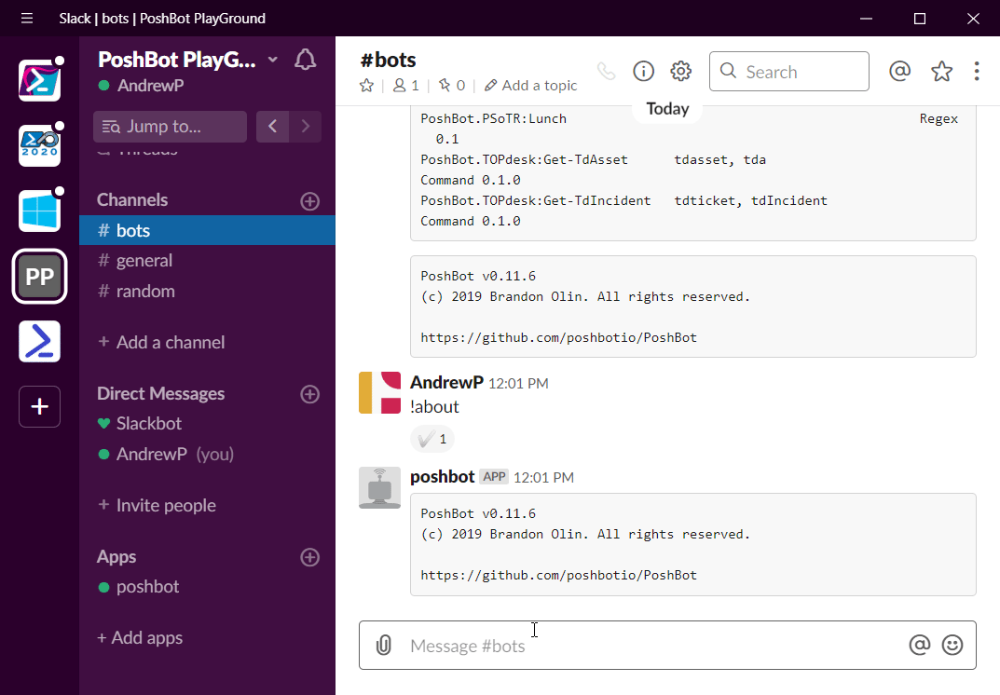 Slack | bots | PoshBot PlayGround
2020
PP
PoshBot PlayG...
AndrewP
Jump to...
Threads
Channels
# bots
# general
# random
+ Add a channel
Direct Messages
Slackbot
AndrewP (you)
+ Invite people
Apps
poshbot
+ Add apps
#bots
1 | 0 | Add a topic
Search
Today
PoshBot.PSoTR:Lunch Regex
0.1
PoshBot.TOPdesk:Get-TdAsset tdasset, tda
Command 0.1.0
PoshBot.TOPdesk:Get-TdIncident tdticket, tdIncident
Command 0.1.0
PoshBot v0.11.6
(c) 2019 Brandon Olin. All rights reserved.
https://github.com/poshbotio/PoshBot
AndrewP 12:01 PM
!about
1
poshbot APP 12:01 PM
PoshBot v0.11.6
(c) 2019 Brandon Olin. All rights reserved.
https://github.com/poshbotio/PoshBot
Message #bots